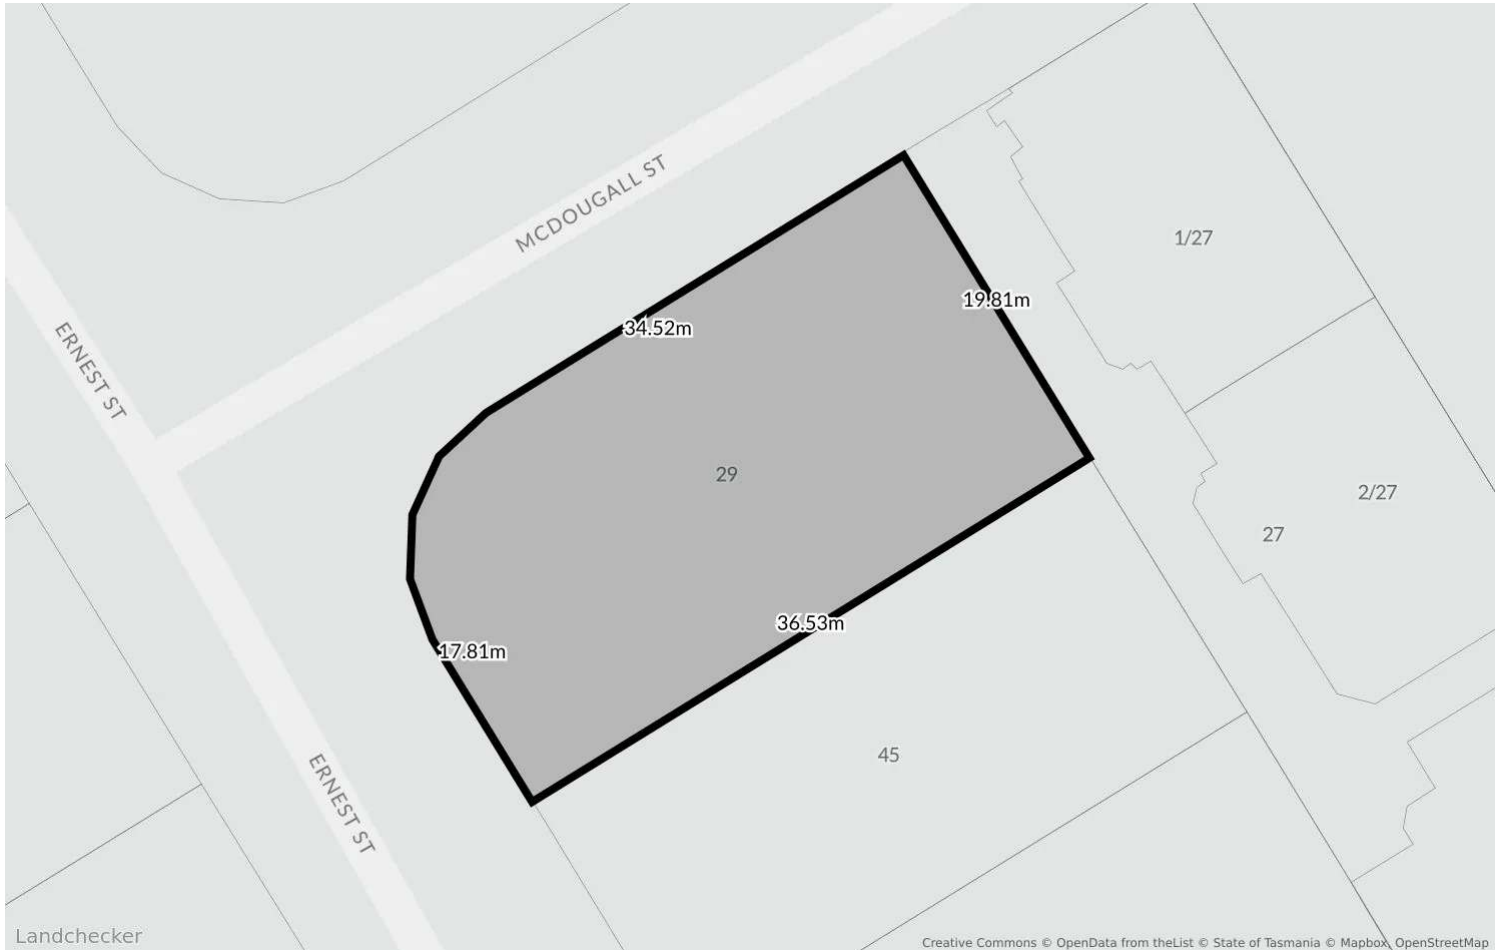 MCDOUGALL ST
1/27
19.81m
34.52m
ERNEST ST
29
2/27
27
36.53m
17.81m
45
ERNEST ST
Landchecker
Creative Commons © OpenData from theList © State of Tasmania © Mapbox, OpenStreetMap